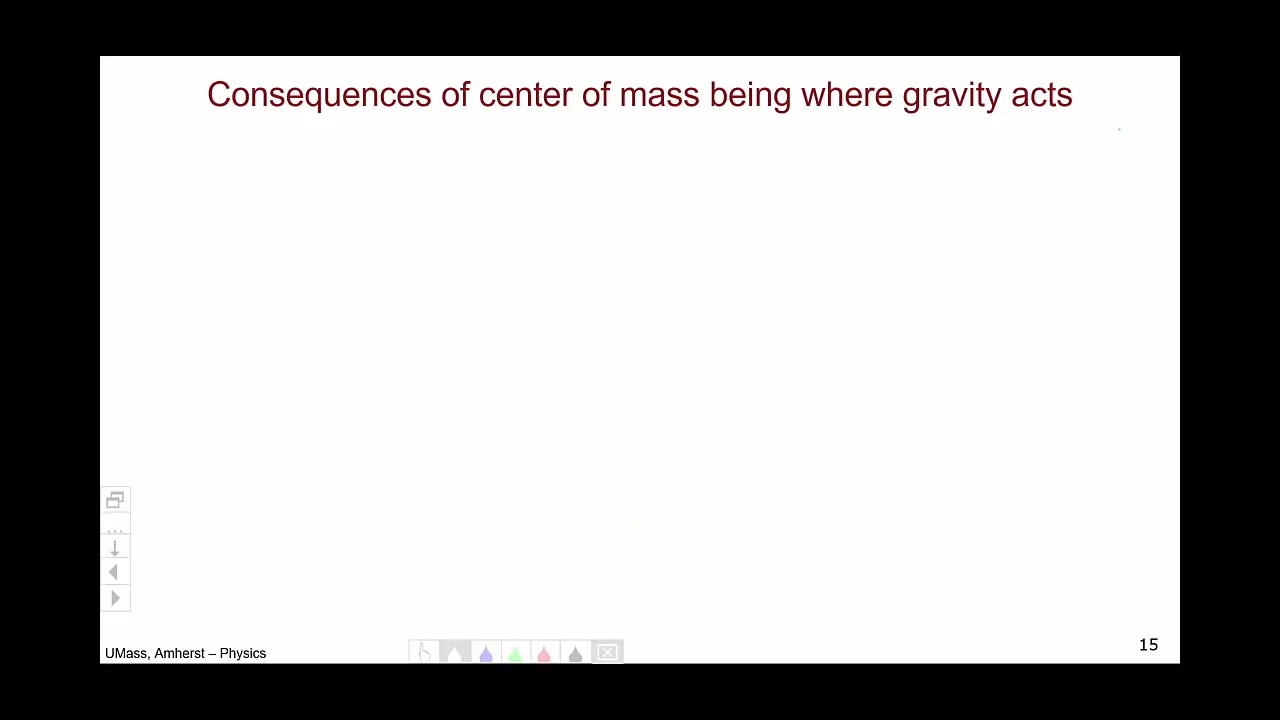 Consequences of center of mass being where gravity acts
...
UMass, Amherst – Physics
15